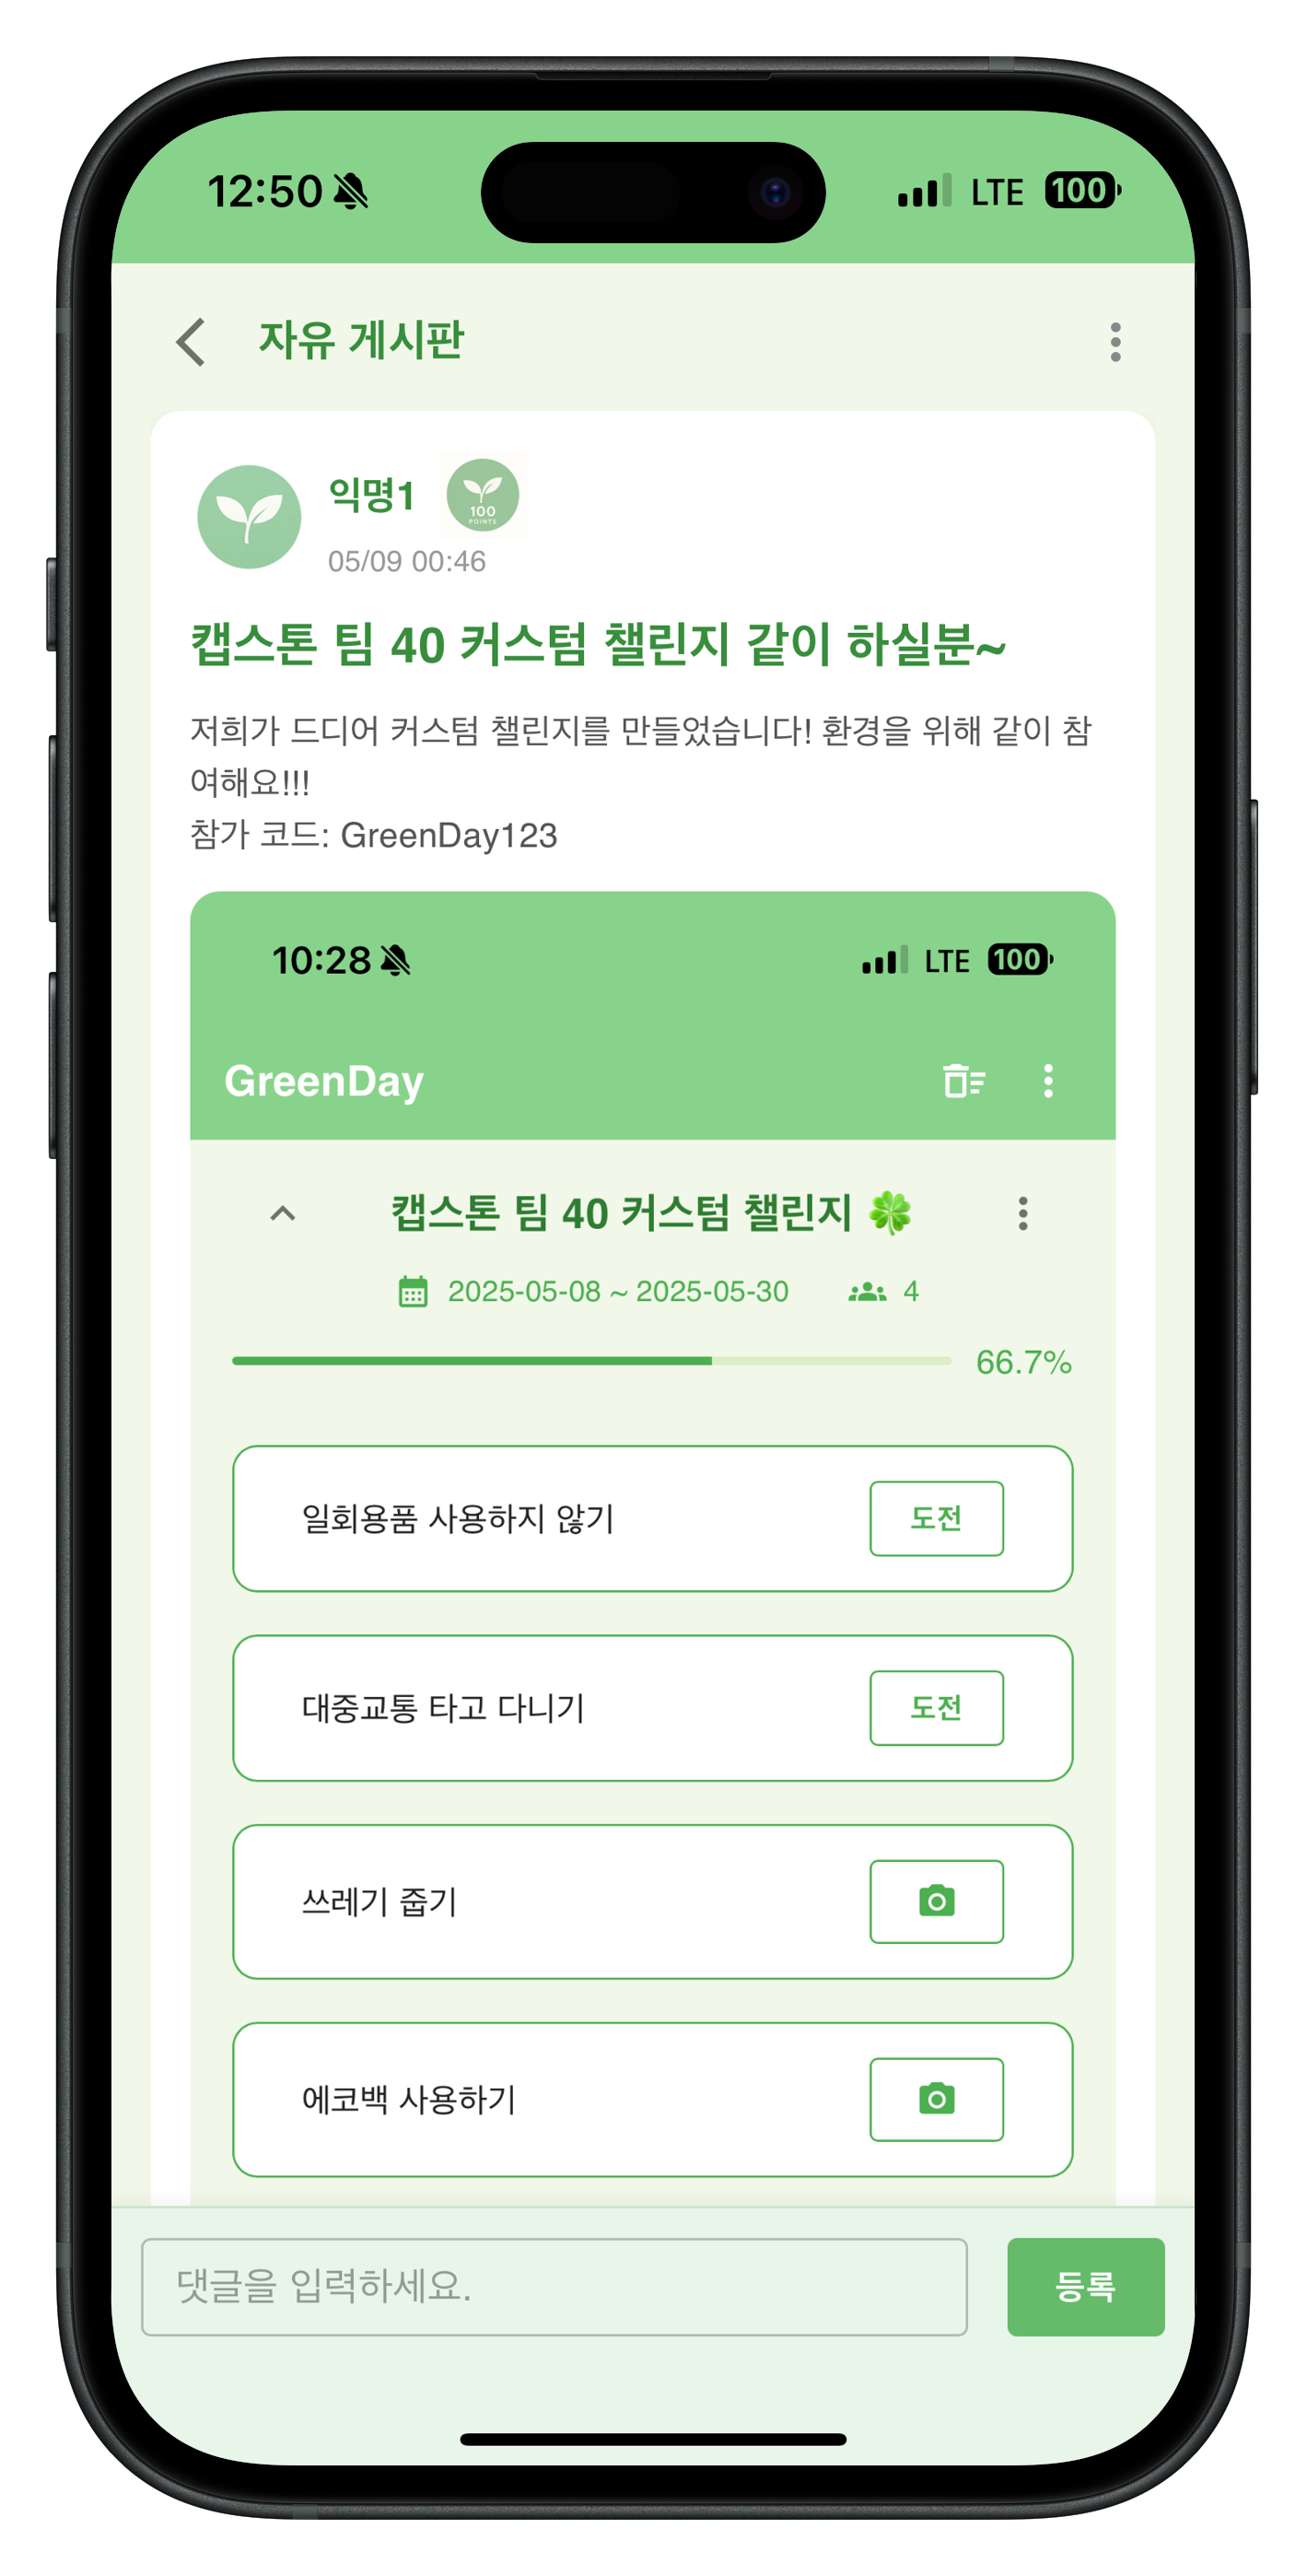 12:50 LTE 100
자유 게시판
익명1
100
POINTS
05/09 00:46
캡스톤 팀 40 커스텀 챌린지 같이 하실분~
저희가 드디어 커스텀 챌린지를 만들었습니다! 환경을 위해 같이 참
여해요!!!
참가 코드: GreenDay123
10:28 LTE 100
GreenDay
캡스톤 팀 40 커스텀 챌린지 🍀
2025-05-08 ~ 2025-05-30 4
66.7%
일회용품 사용하지 않기 도전
대중교통 타고 다니기 도전
쓰레기 줍기
에코백 사용하기
댓글을 입력하세요. 등록